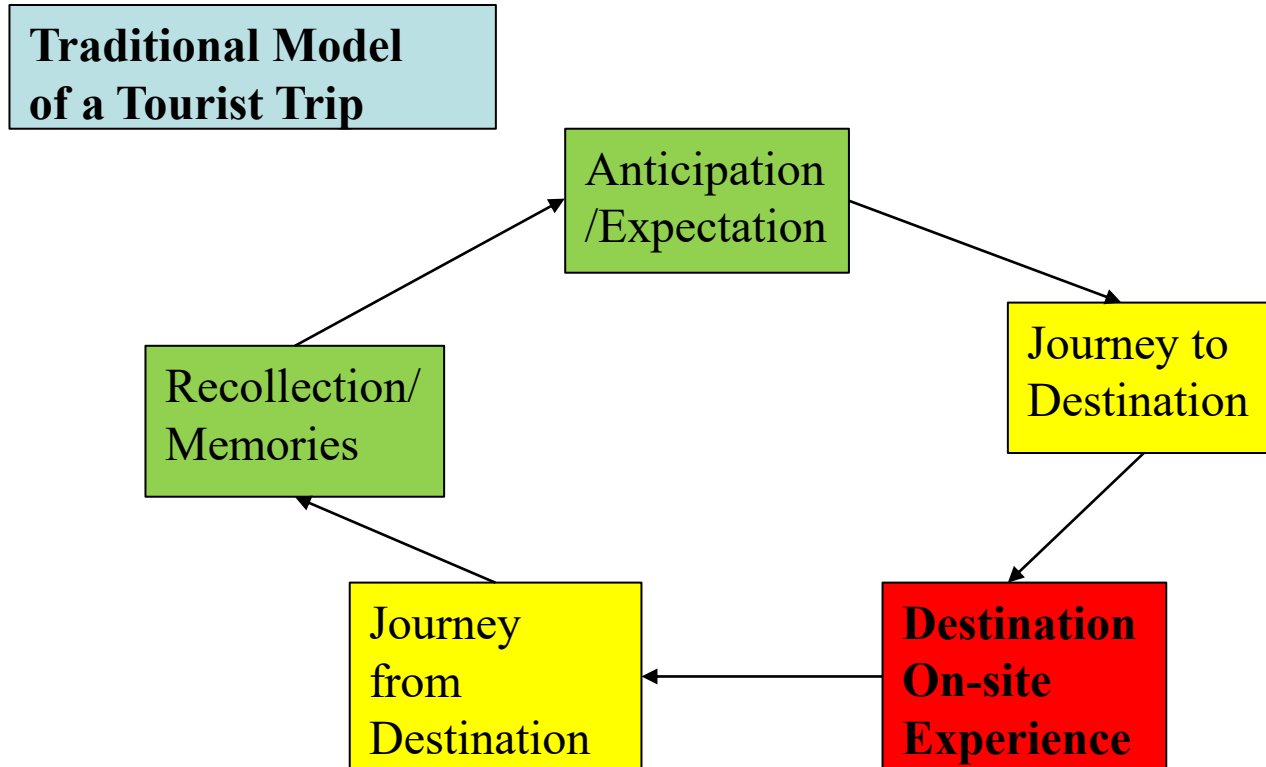 Traditional Model
of a Tourist Trip
Anticipation
/Expectation
Journey to
Destination
Recollection/
Memories
Journey
from
Destination
Destination
On-site
Experience